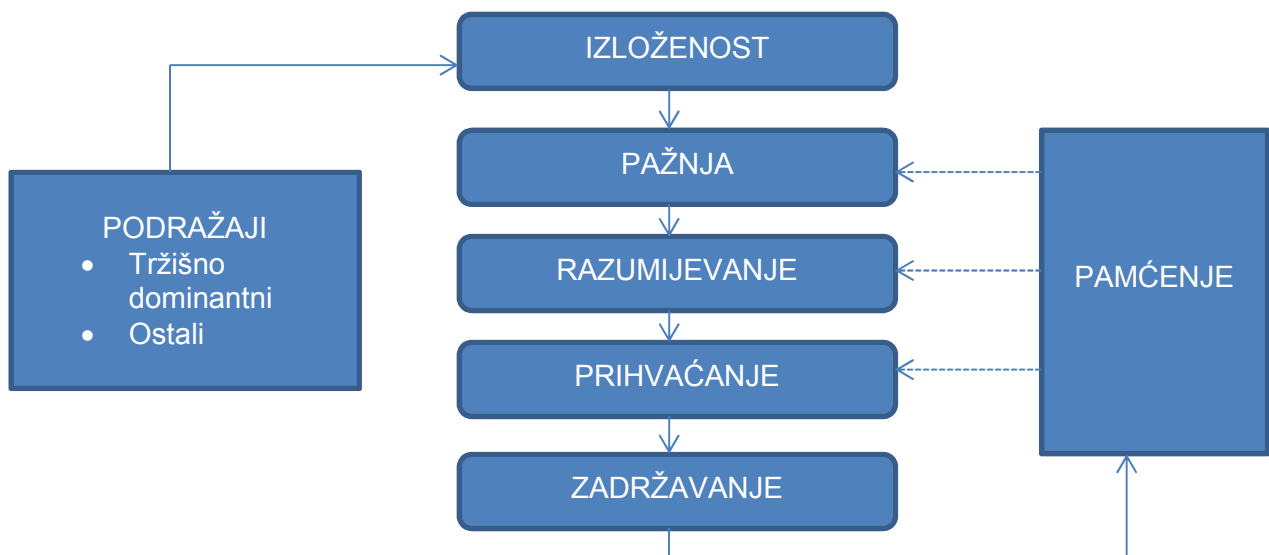 IZLOŽENOST
PAŽNJA
PODRAŽAJI
• Tržišno
dominantni
• Ostali
RAZUMIJEVANJE
PAMĆENJE
PRIHVAĆANJE
ZADRŽAVANJE